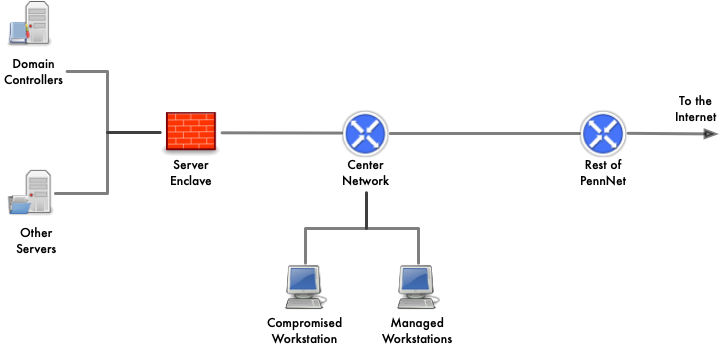 Domain
Controllers
To the
Internet
Server
Enclave
Center
Network
Rest of
PennNet
Other
Servers
Compromised
Workstation
Managed
Workstations